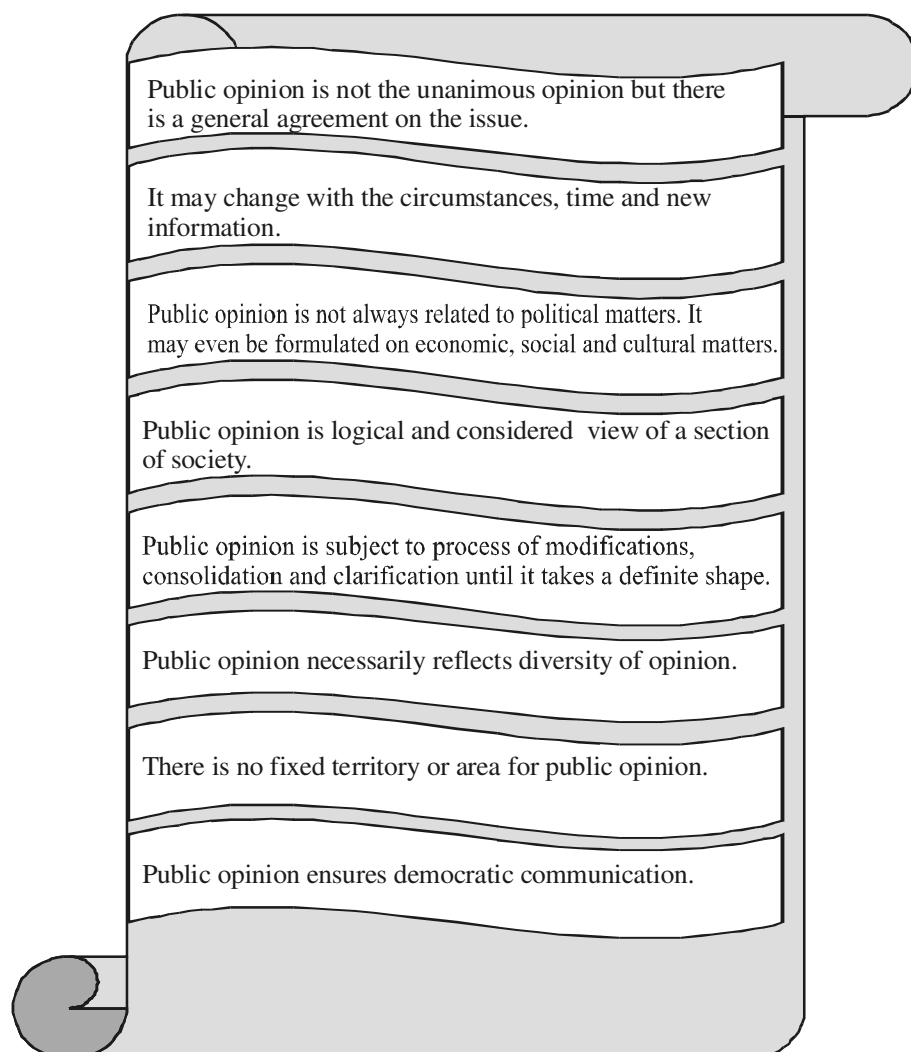 Public opinion is not the unanimous opinion but there
is a general agreement on the issue.
It may change with the circumstances, time and new
information.
Public opinion is not always related to political matters. It
may even be formulated on economic, social and cultural matters.
Public opinion is logical and considered view of a section
of society.
Public opinion is subject to process of modifications,
consolidation and clarification until it takes a definite shape.
Public opinion necessarily reflects diversity of opinion.
There is no fixed territory or area for public opinion.
Public opinion ensures democratic communication.